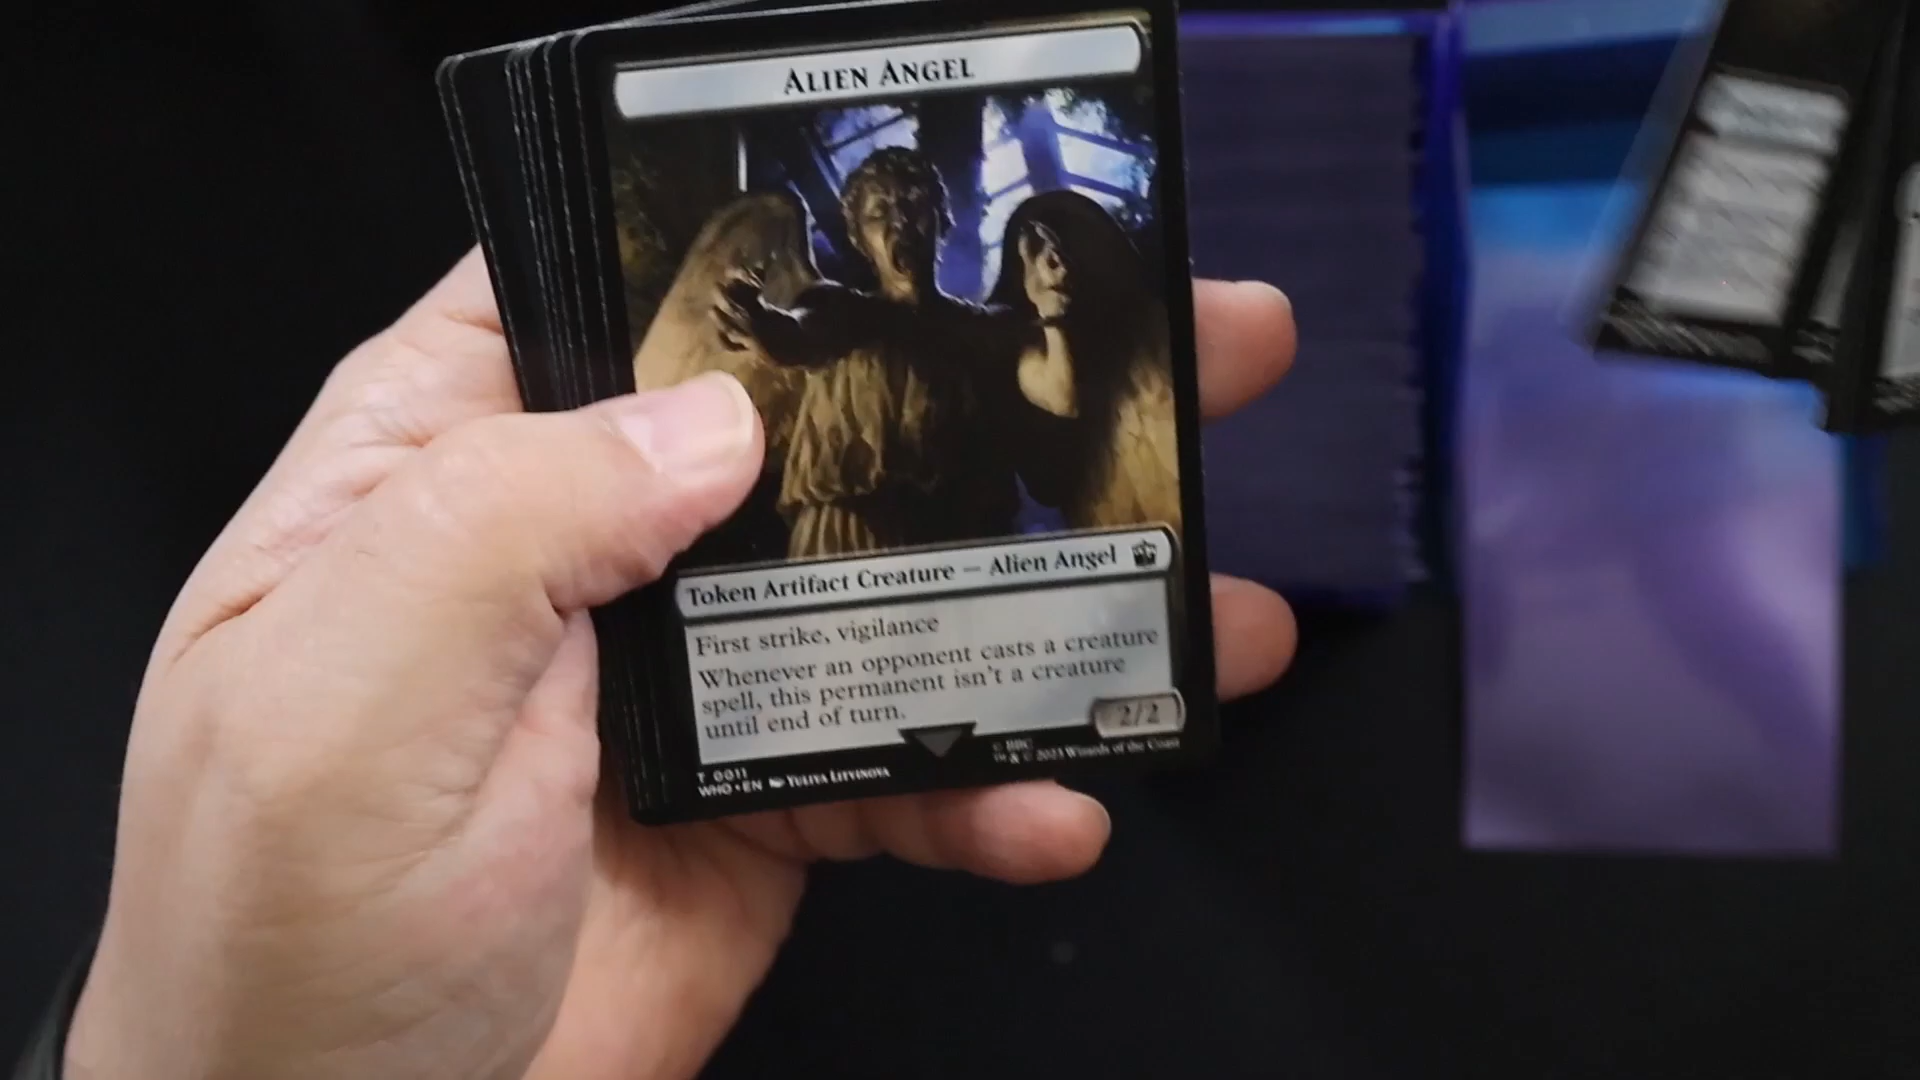 ALIEN ANGEL
Token Artifact Creature — Alien Angel
First strike, vigilance
Whenever an opponent casts a creature
spell, this permanent isn't a creature
until end of turn.
2/2
T 0011
WHO • EN YULIYA LITVINOVA
© BBC
™ & © 2023 Wizards of the Coast